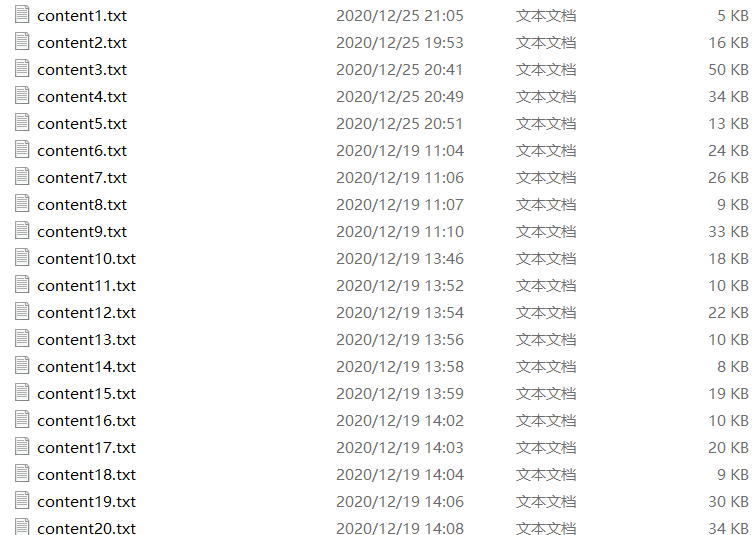 content1.txt 2020/12/25 21:05 文本文档 5 KB
content2.txt 2020/12/25 19:53 文本文档 16 KB
content3.txt 2020/12/25 20:41 文本文档 50 KB
content4.txt 2020/12/25 20:49 文本文档 34 KB
content5.txt 2020/12/25 20:51 文本文档 13 KB
content6.txt 2020/12/19 11:04 文本文档 24 KB
content7.txt 2020/12/19 11:06 文本文档 26 KB
content8.txt 2020/12/19 11:07 文本文档 9 KB
content9.txt 2020/12/19 11:10 文本文档 33 KB
content10.txt 2020/12/19 13:46 文本文档 18 KB
content11.txt 2020/12/19 13:52 文本文档 10 KB
content12.txt 2020/12/19 13:54 文本文档 22 KB
content13.txt 2020/12/19 13:56 文本文档 10 KB
content14.txt 2020/12/19 13:58 文本文档 8 KB
content15.txt 2020/12/19 13:59 文本文档 19 KB
content16.txt 2020/12/19 14:02 文本文档 10 KB
content17.txt 2020/12/19 14:03 文本文档 20 KB
content18.txt 2020/12/19 14:04 文本文档 9 KB
content19.txt 2020/12/19 14:06 文本文档 30 KB
content20.txt 2020/12/19 14:08 文本文档 34 KB